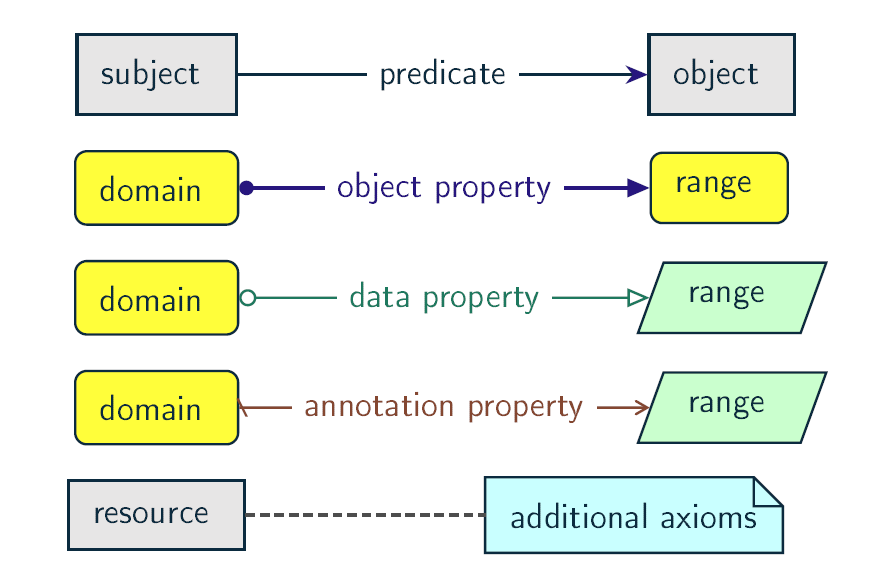 subject predicate object
domain object property range
domain data property range
domain annotation property range
resource additional axioms